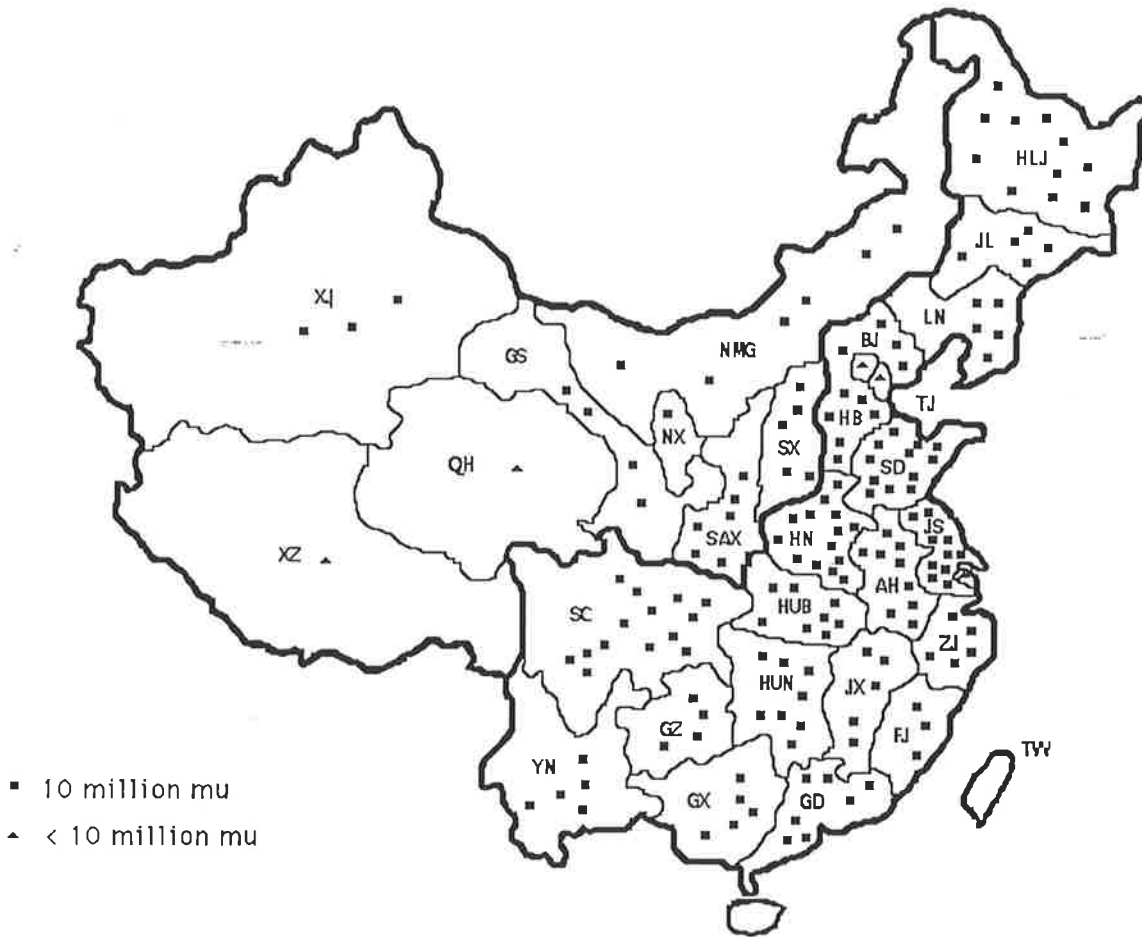 HLJ
JL
LN
XJ
NMG
BJ
GS
TJ
HB
NX
SX
SD
QH
JS
SAX
HN
XZ
AH
HUB
SC
ZJ
HUN
JX
GZ
FJ
TW
YN
GX
GD
10 million mu
< 10 million mu